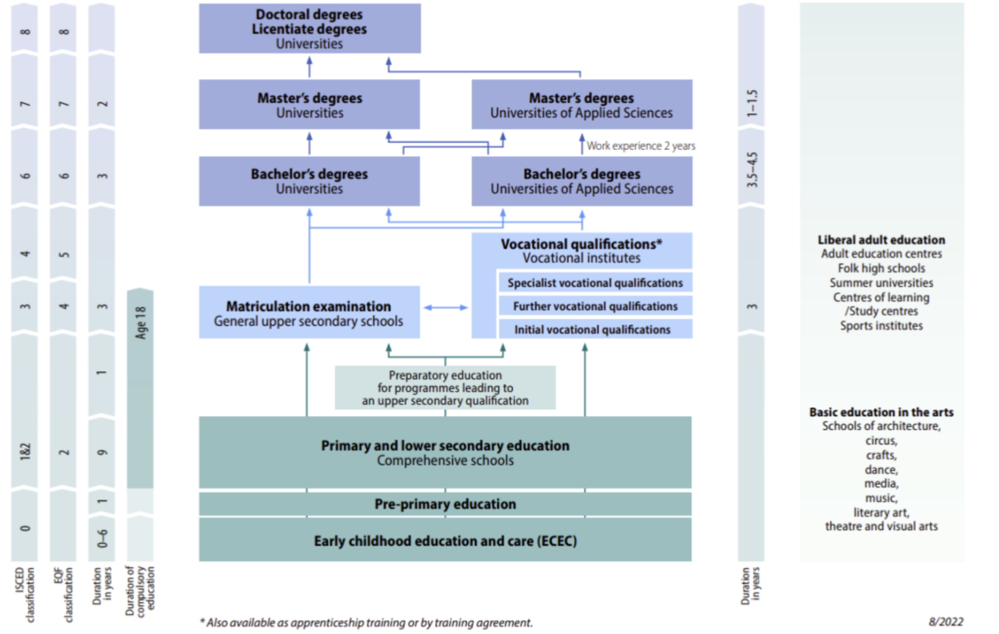 Doctoral degrees
Licentiate degrees
Universities
Master's degrees
Universities
Master's degrees
Universities of Applied Sciences
Work experience 2 years
Bachelor's degrees
Universities
Bachelor's degrees
Universities of Applied Sciences
Vocational qualifications*
Vocational institutes
Specialist vocational qualifications
Further vocational qualifications
Initial vocational qualifications
Matriculation examination
General upper secondary schools
Preparatory education
for programmes leading to
an upper secondary qualification
Primary and lower secondary education
Comprehensive schools
Pre-primary education
Early childhood education and care (ECEC)
8
7
6
4
3
1&2
0
ISCED
classification
8
7
6
5
4
2
EQF
classification
2
3
3
1
9
1
0–6
Duration
in years
Age 18
Duration of
compulsory
education
1–1.5
3.5–4.5
3
Duration
in years
Liberal adult education
Adult education centres
Folk high schools
Summer universities
Centres of learning
/Study centres
Sports institutes
Basic education in the arts
Schools of architecture,
circus,
crafts,
dance,
media,
music,
literary art,
theatre and visual arts
* Also available as apprenticeship training or by training agreement.
8/2022